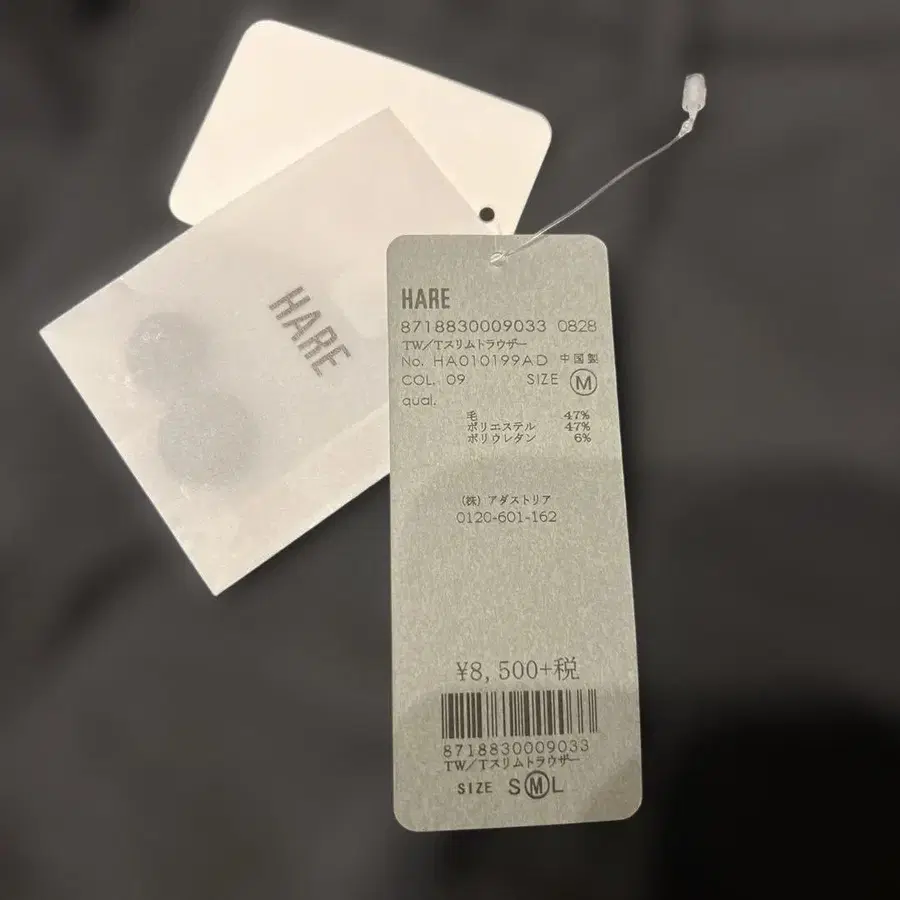 HARE
HARE
8718830009033 0828
TW／Tスリムトラウザー
No. HA010199AD 中国製
COL. 09 SIZE M
qual.
毛 47%
ポリエステル 47%
ポリウレタン 6%
(株) アダストリア
0120-601-162
¥8,500+税
8718830009033
TW／Tスリムトラウザー
SIZE S M L